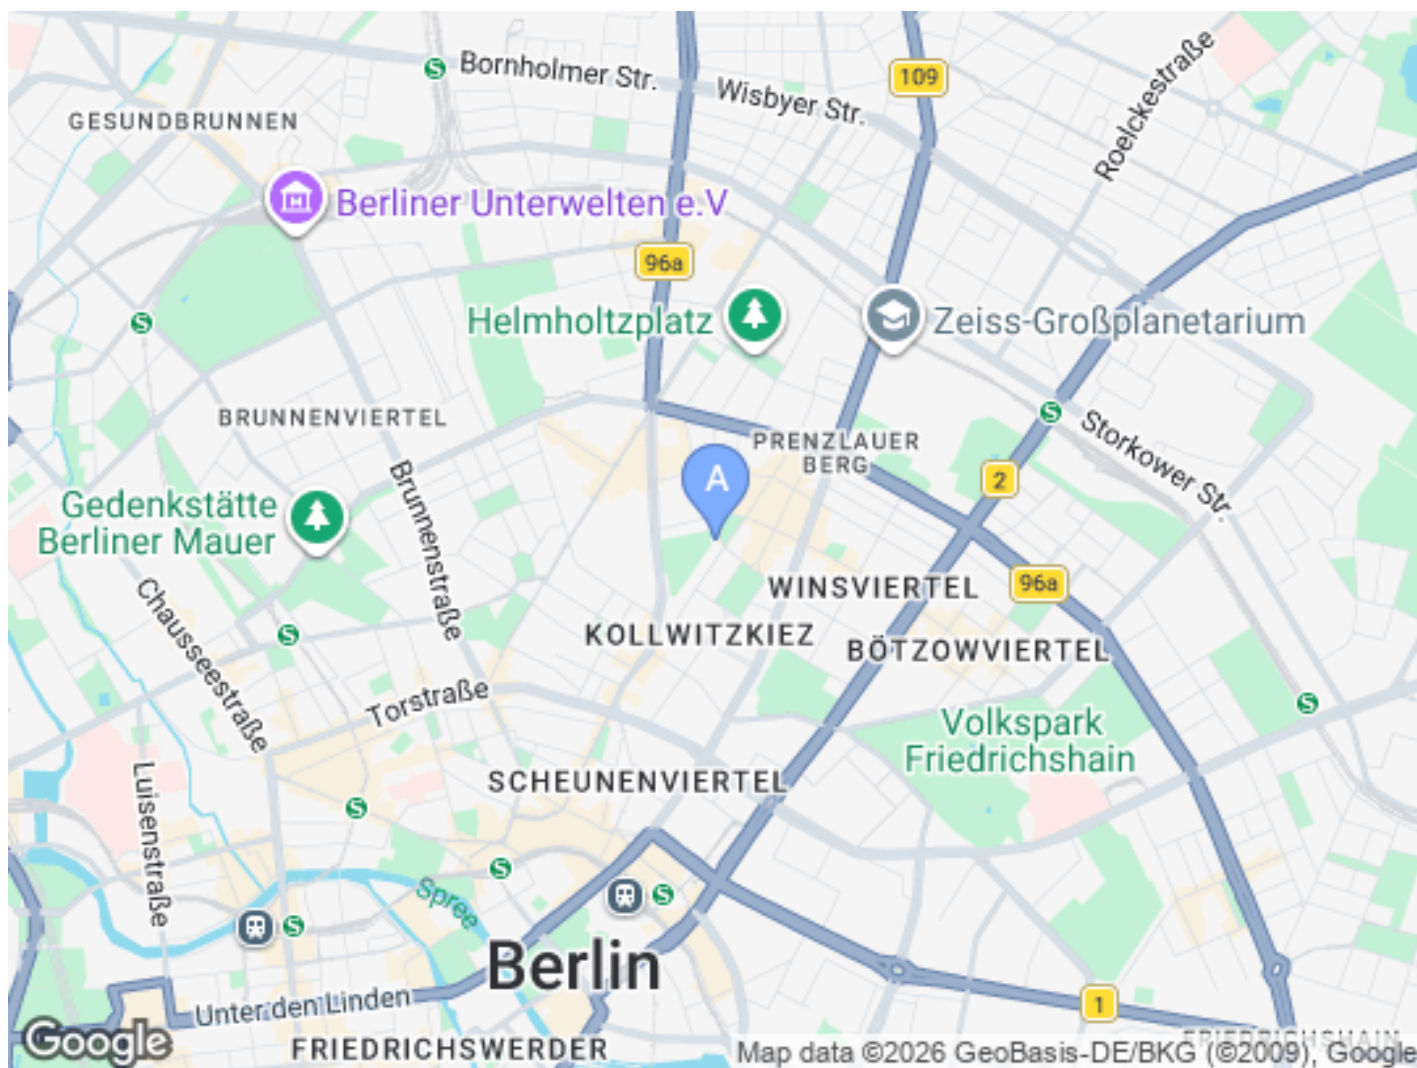 Bornholmer Str.
109
Wisbyer Str.
Roelckestraße
GESUNDBRUNNEN
Berliner Unterwelten e.V
96a
Helmholtzplatz
Zeiss-Großplanetarium
BRUNNENVIERTEL
PRENZLAUER
BERG
Storkower Str.
A
2
Gedenkstätte
Berliner Mauer
Brunnenstraße
WINSVIERTEL
96a
Chausseestraße
KOLLWITZKIEZ
BÖTZOWVIERTEL
Torstraße
Volkspark
Friedrichshain
Luisenstraße
SCHEUNENVIERTEL
S
S
S
S
S
S
S
S
Spree
Berlin
Unter den Linden
1
Google
FRIEDRICHSWERDER
FRIEDRICHSHAIN
Map data ©2026 GeoBasis-DE/BKG (©2009), Google